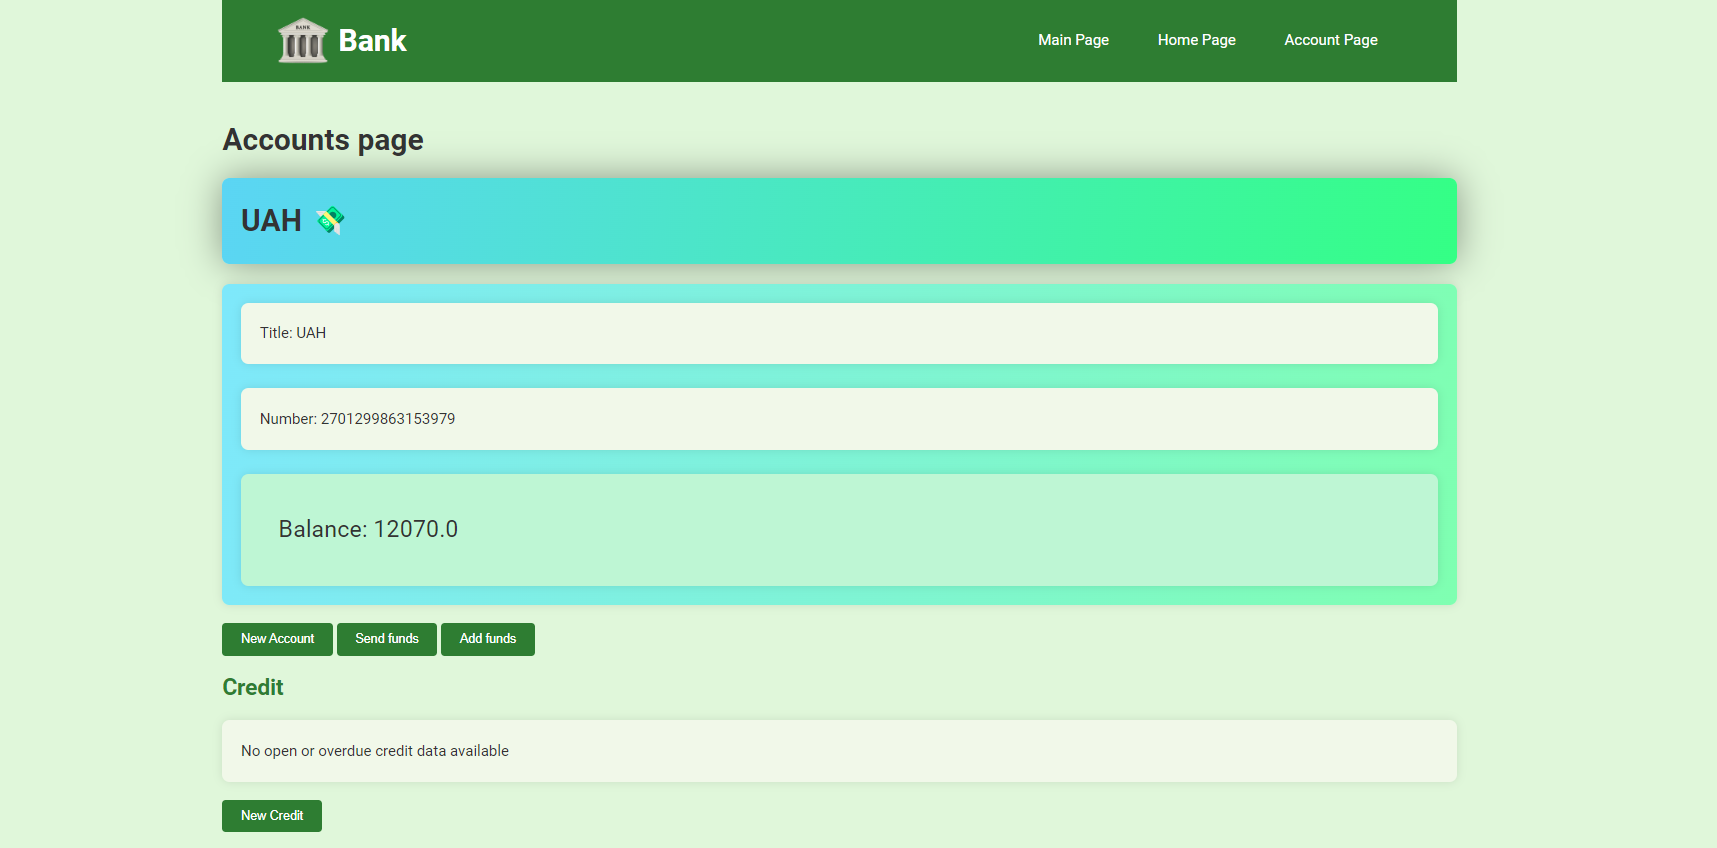 BANK
Bank
Main Page Home Page Account Page
Accounts page
UAH
Title: UAH
Number: 2701299863153979
Balance: 12070.0
New Account Send funds Add funds
Credit
No open or overdue credit data available
New Credit